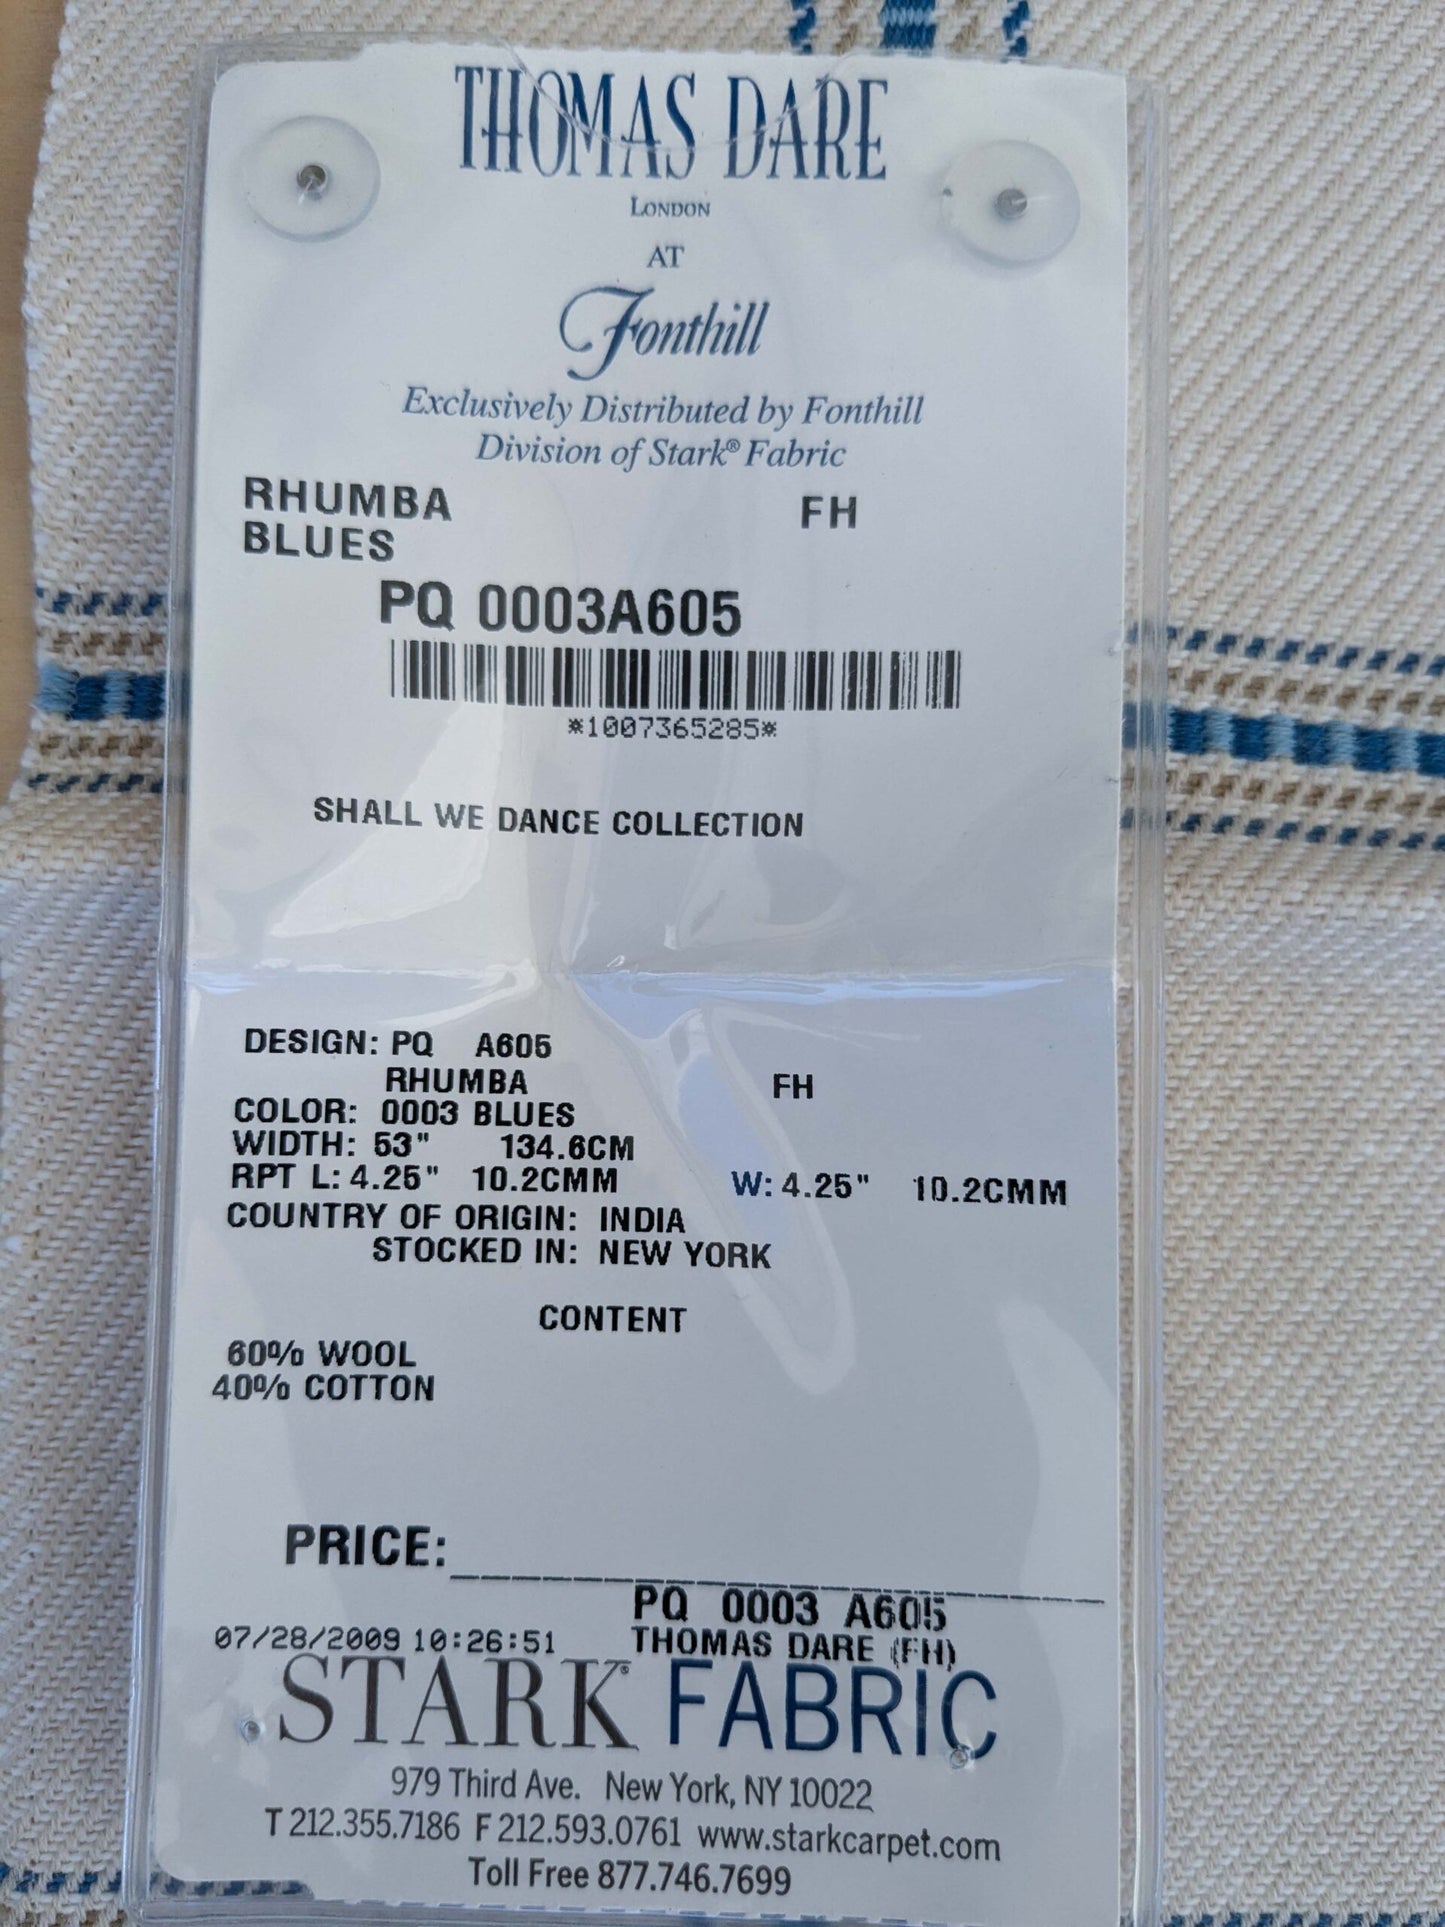 THOMAS DARE
LONDON
AT
Fonthill
Exclusively Distributed by Fonthill
Division of Stark® Fabric
RHUMBA FH
BLUES
PQ 0003A605
*1007365285*
SHALL WE DANCE COLLECTION
DESIGN: PQ A605
RHUMBA FH
COLOR: 0003 BLUES
WIDTH: 53" 134.6CM
RPT L: 4.25" 10.2CMM W: 4.25" 10.2CMM
COUNTRY OF ORIGIN: INDIA
STOCKED IN: NEW YORK
CONTENT
60% WOOL
40% COTTON
PRICE:
PQ 0003 A605
07/28/2009 10:26:51 THOMAS DARE (FH)
STARK® FABRIC
979 Third Ave. New York, NY 10022
T 212.355.7186 F 212.593.0761 www.starkcarpet.com
Toll Free 877.746.7699